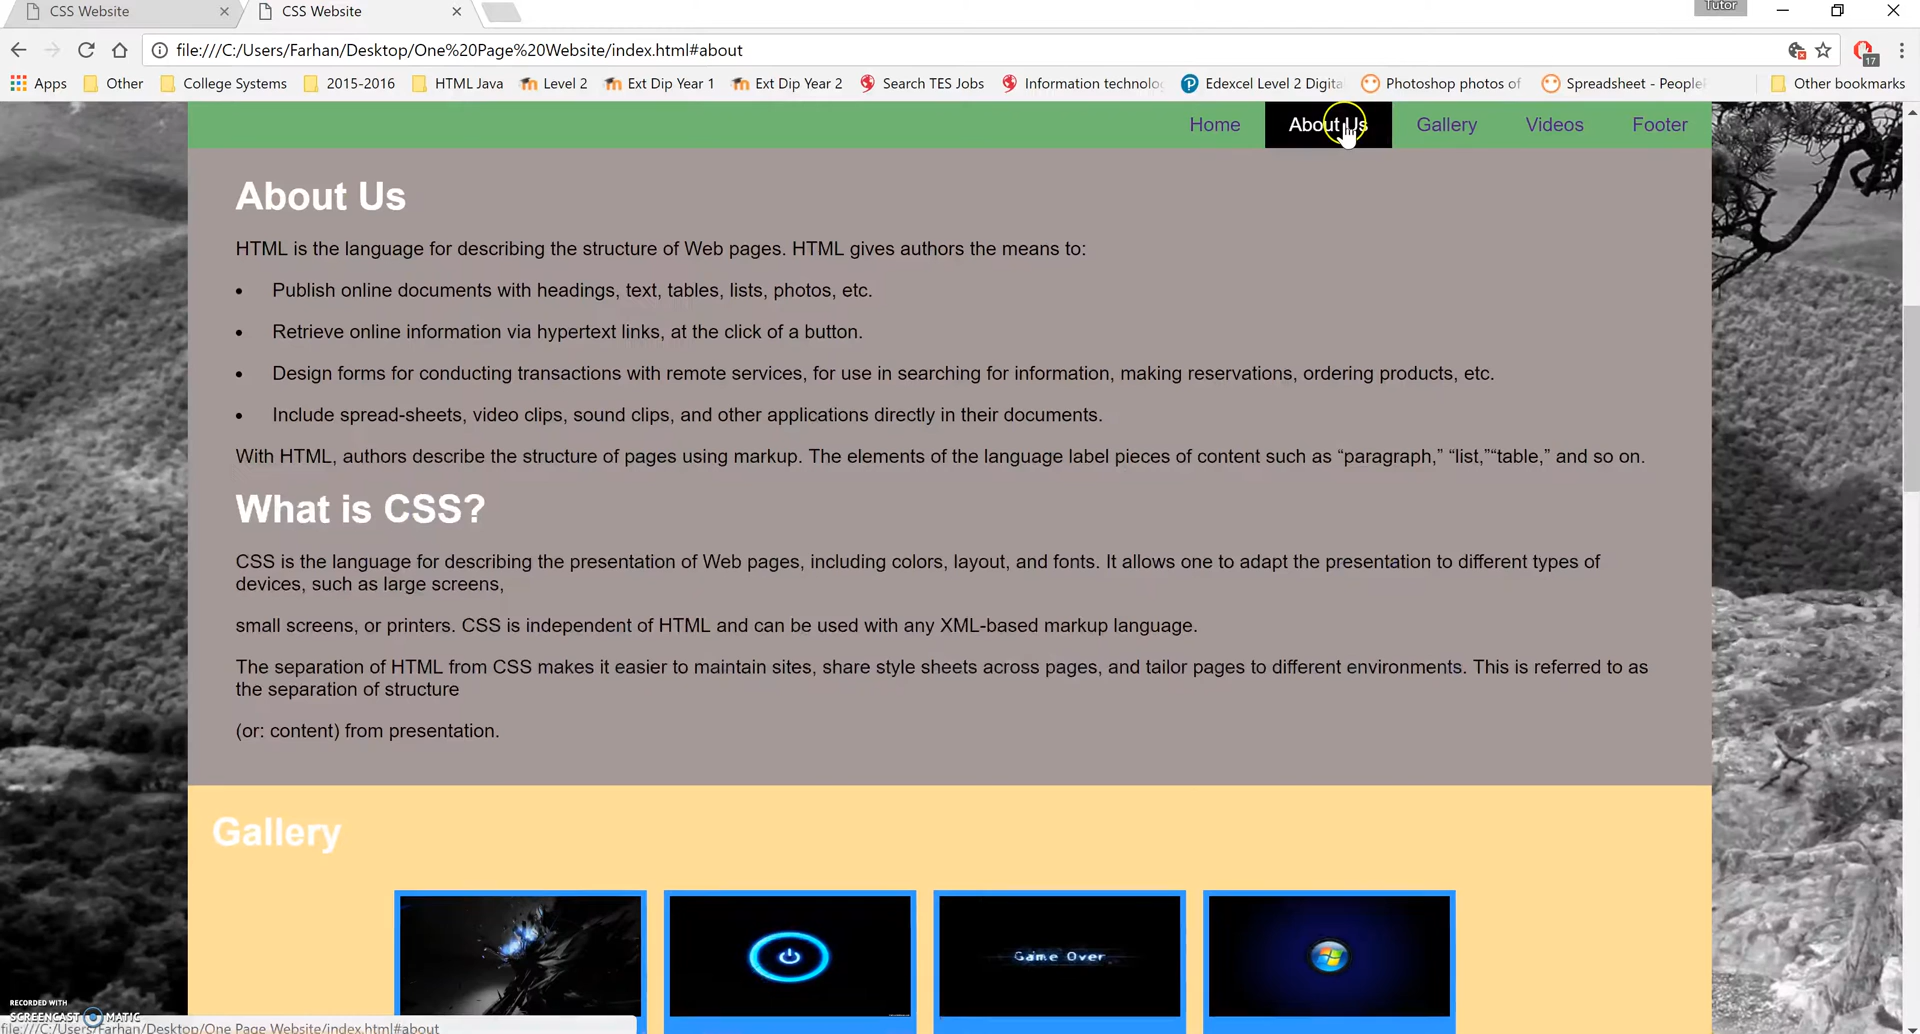 CSS Website
CSS Website
Tutor
file:///C:/Users/Farhan/Desktop/One%20Page%20Website/index.html#about
17
Apps Other College Systems 2015-2016 HTML Java Level 2 Ext Dip Year 1 Ext Dip Year 2 Search TES Jobs Information technolo Edexcel Level 2 Digita Photoshop photos of Spreadsheet - People Other bookmarks
Home About Us Gallery Videos Footer
About Us
HTML is the language for describing the structure of Web pages. HTML gives authors the means to:
• Publish online documents with headings, text, tables, lists, photos, etc.
• Retrieve online information via hypertext links, at the click of a button.
• Design forms for conducting transactions with remote services, for use in searching for information, making reservations, ordering products, etc.
• Include spread-sheets, video clips, sound clips, and other applications directly in their documents.
With HTML, authors describe the structure of pages using markup. The elements of the language label pieces of content such as “paragraph,” “list,”“table,” and so on.
What is CSS?
CSS is the language for describing the presentation of Web pages, including colors, layout, and fonts. It allows one to adapt the presentation to different types of
devices, such as large screens,
small screens, or printers. CSS is independent of HTML and can be used with any XML-based markup language.
The separation of HTML from CSS makes it easier to maintain sites, share style sheets across pages, and tailor pages to different environments. This is referred to as
the separation of structure
(or: content) from presentation.
Gallery
Game Over
RECORDED WITH
SCREENCAST MATIC
file:///C:/Users/Farhan/Desktop/One Page Website/index.html#about